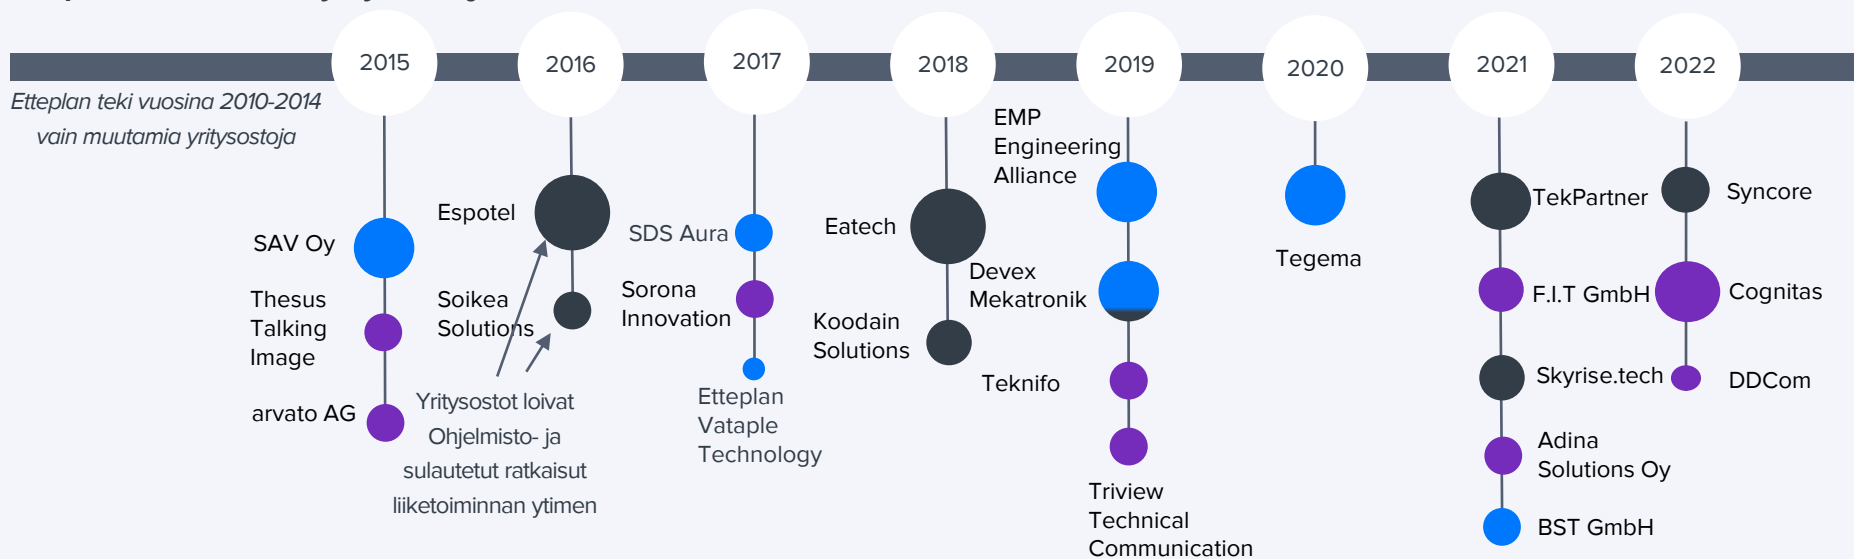 2015
2016
2017
2018
2019
2020
2021
2022
Etteplan teki vuosina 2010-2014
vain muutamia yritysostoja
SAV Oy
Thesus
Talking
Image
arvato AG
Espotel
Soikea
Solutions
Yritysostot loivat
Ohjelmisto- ja
sulautetut ratkaisut
liiketoiminnan ytimen
SDS Aura
Sorona
Innovation
Etteplan
Vataple
Technology
Eatech
Koodain
Solutions
EMP
Engineering
Alliance
Devex
Mekatronik
Teknifo
Triview
Technical
Communication
Tegema
TekPartner
F.I.T GmbH
Skyrise.tech
Adina
Solutions Oy
BST GmbH
Syncore
Cognitas
DDCom